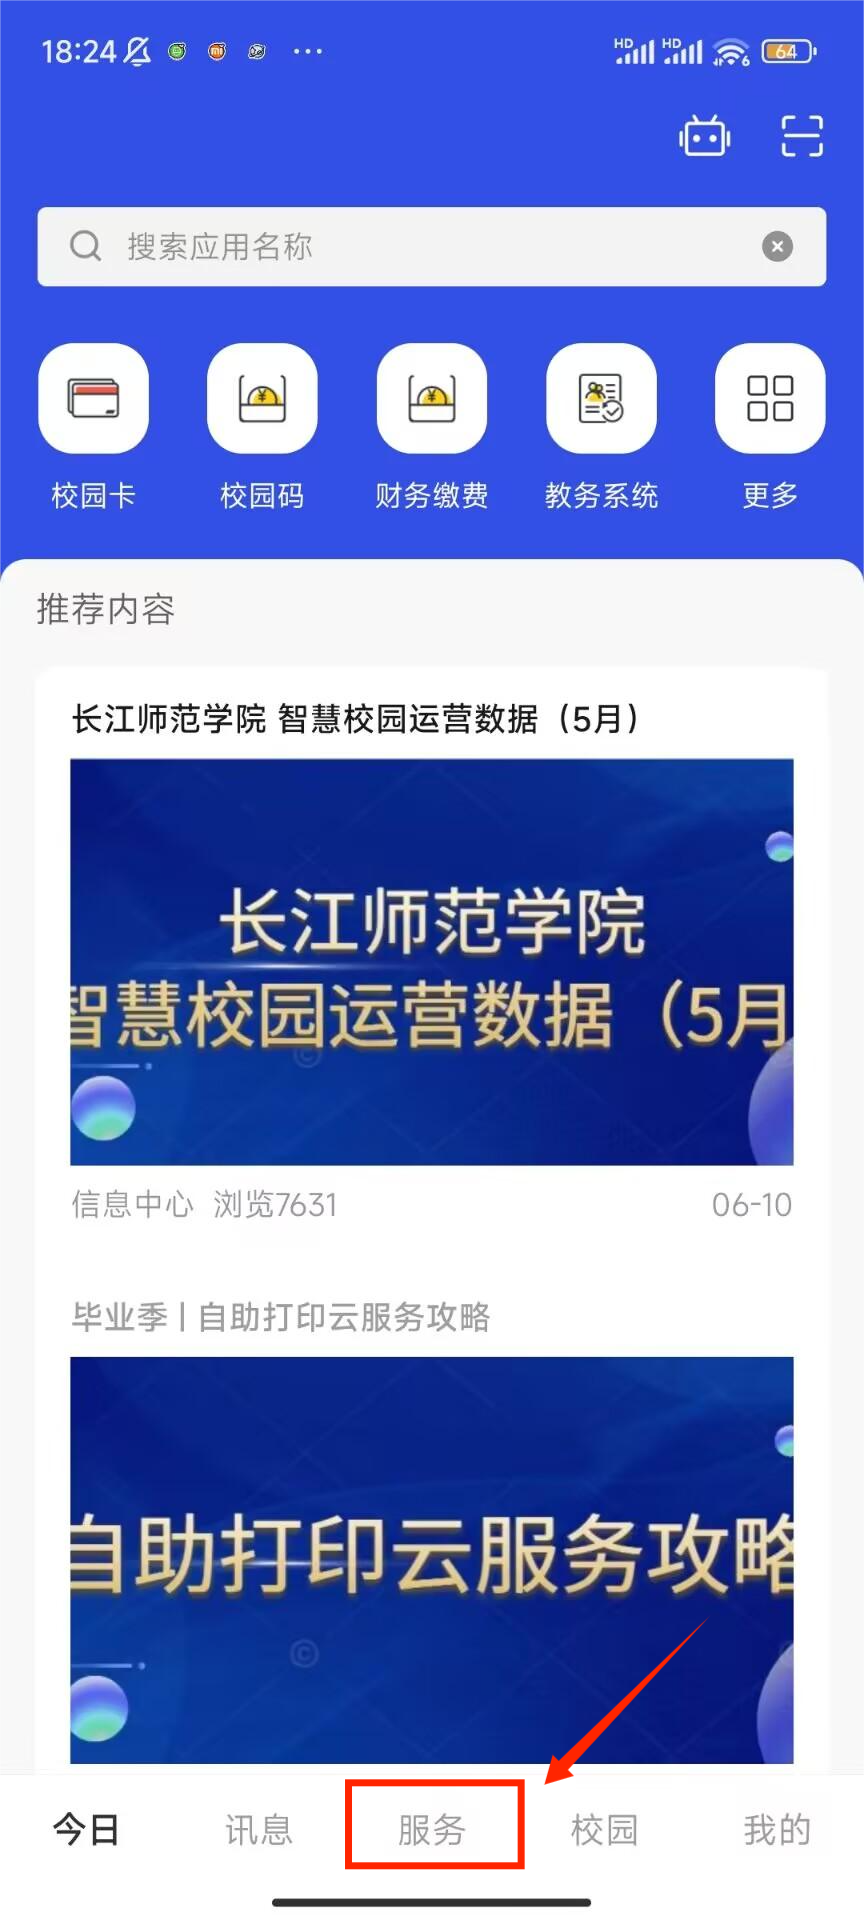 18:24
HD HD 6 64
搜索应用名称
校园卡 校园码 财务缴费 教务系统 更多
推荐内容
长江师范学院 智慧校园运营数据（5月）
长江师范学院
智慧校园运营数据（5月
信息中心 浏览7631 06-10
毕业季 | 自助打印云服务攻略
自助打印云服务攻略
今日 讯息 服务 校园 我的